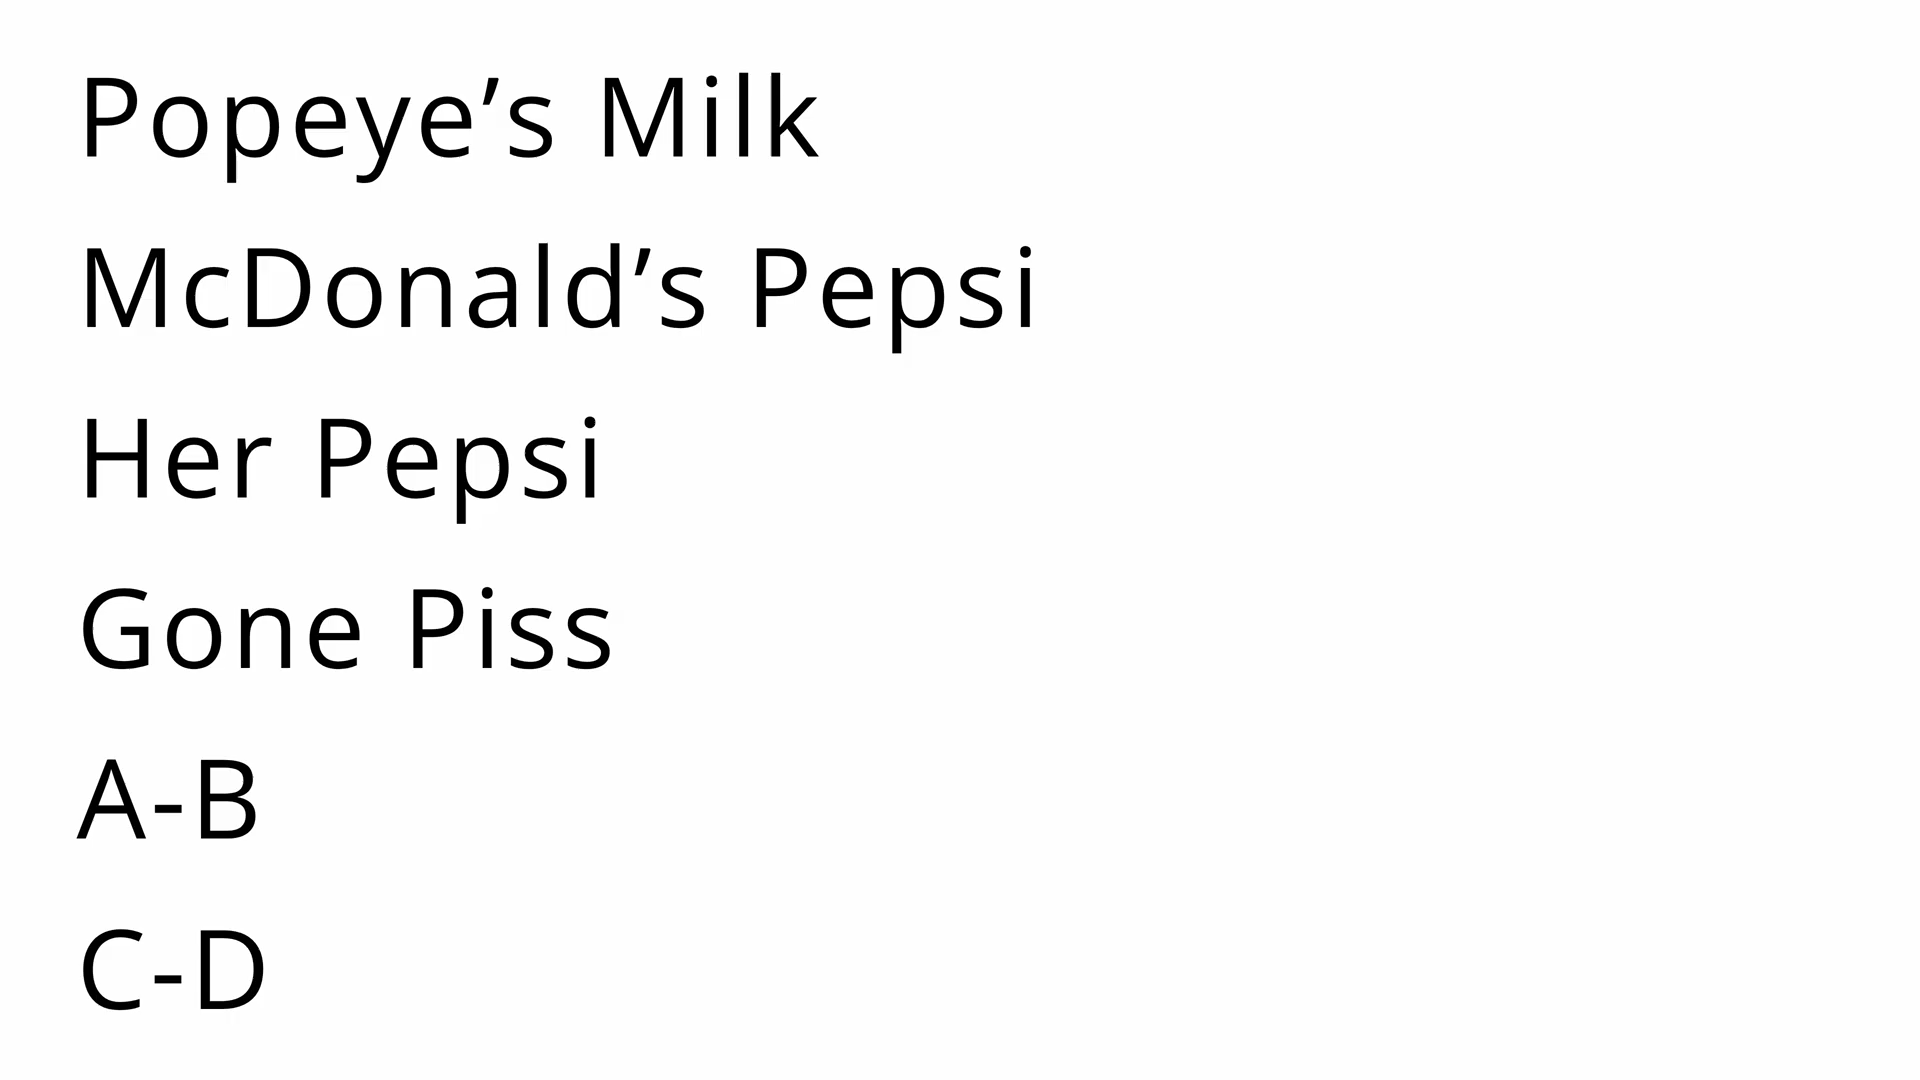 Popeye’s Milk
McDonald’s Pepsi
Her Pepsi
Gone Piss
A-B
C-D